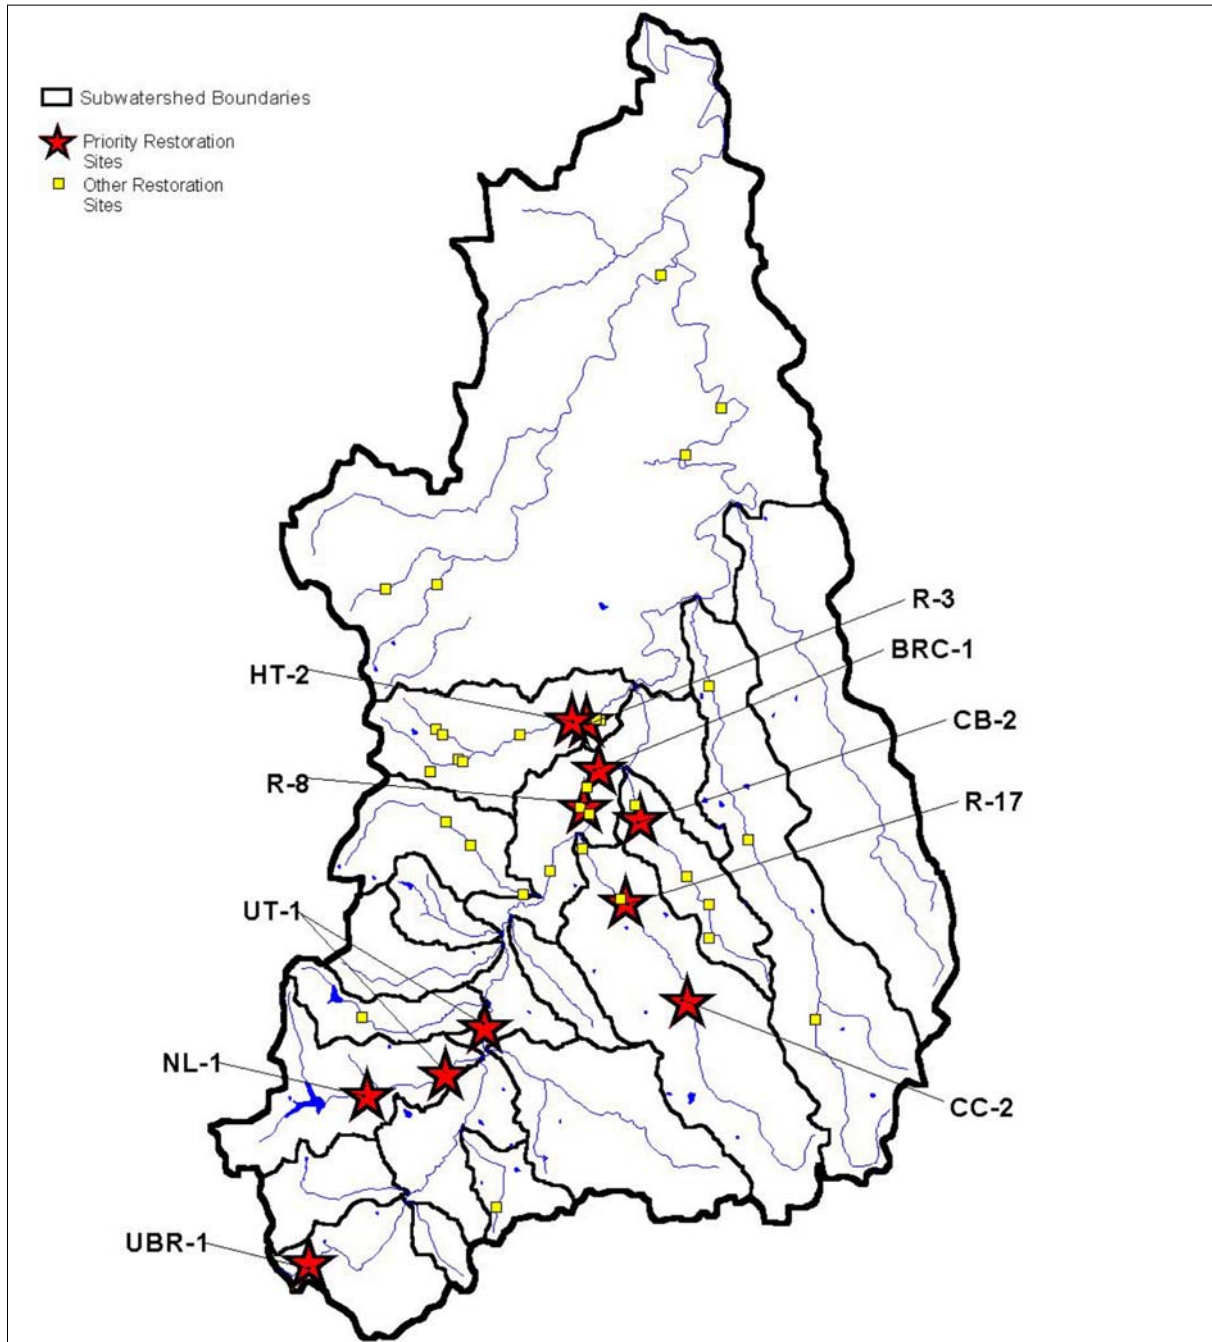 Subwatershed Boundaries
Priority Restoration
Sites
Other Restoration
Sites
R-3
BRC-1
HT-2
CB-2
R-8
R-17
UT-1
NL-1
CC-2
UBR-1